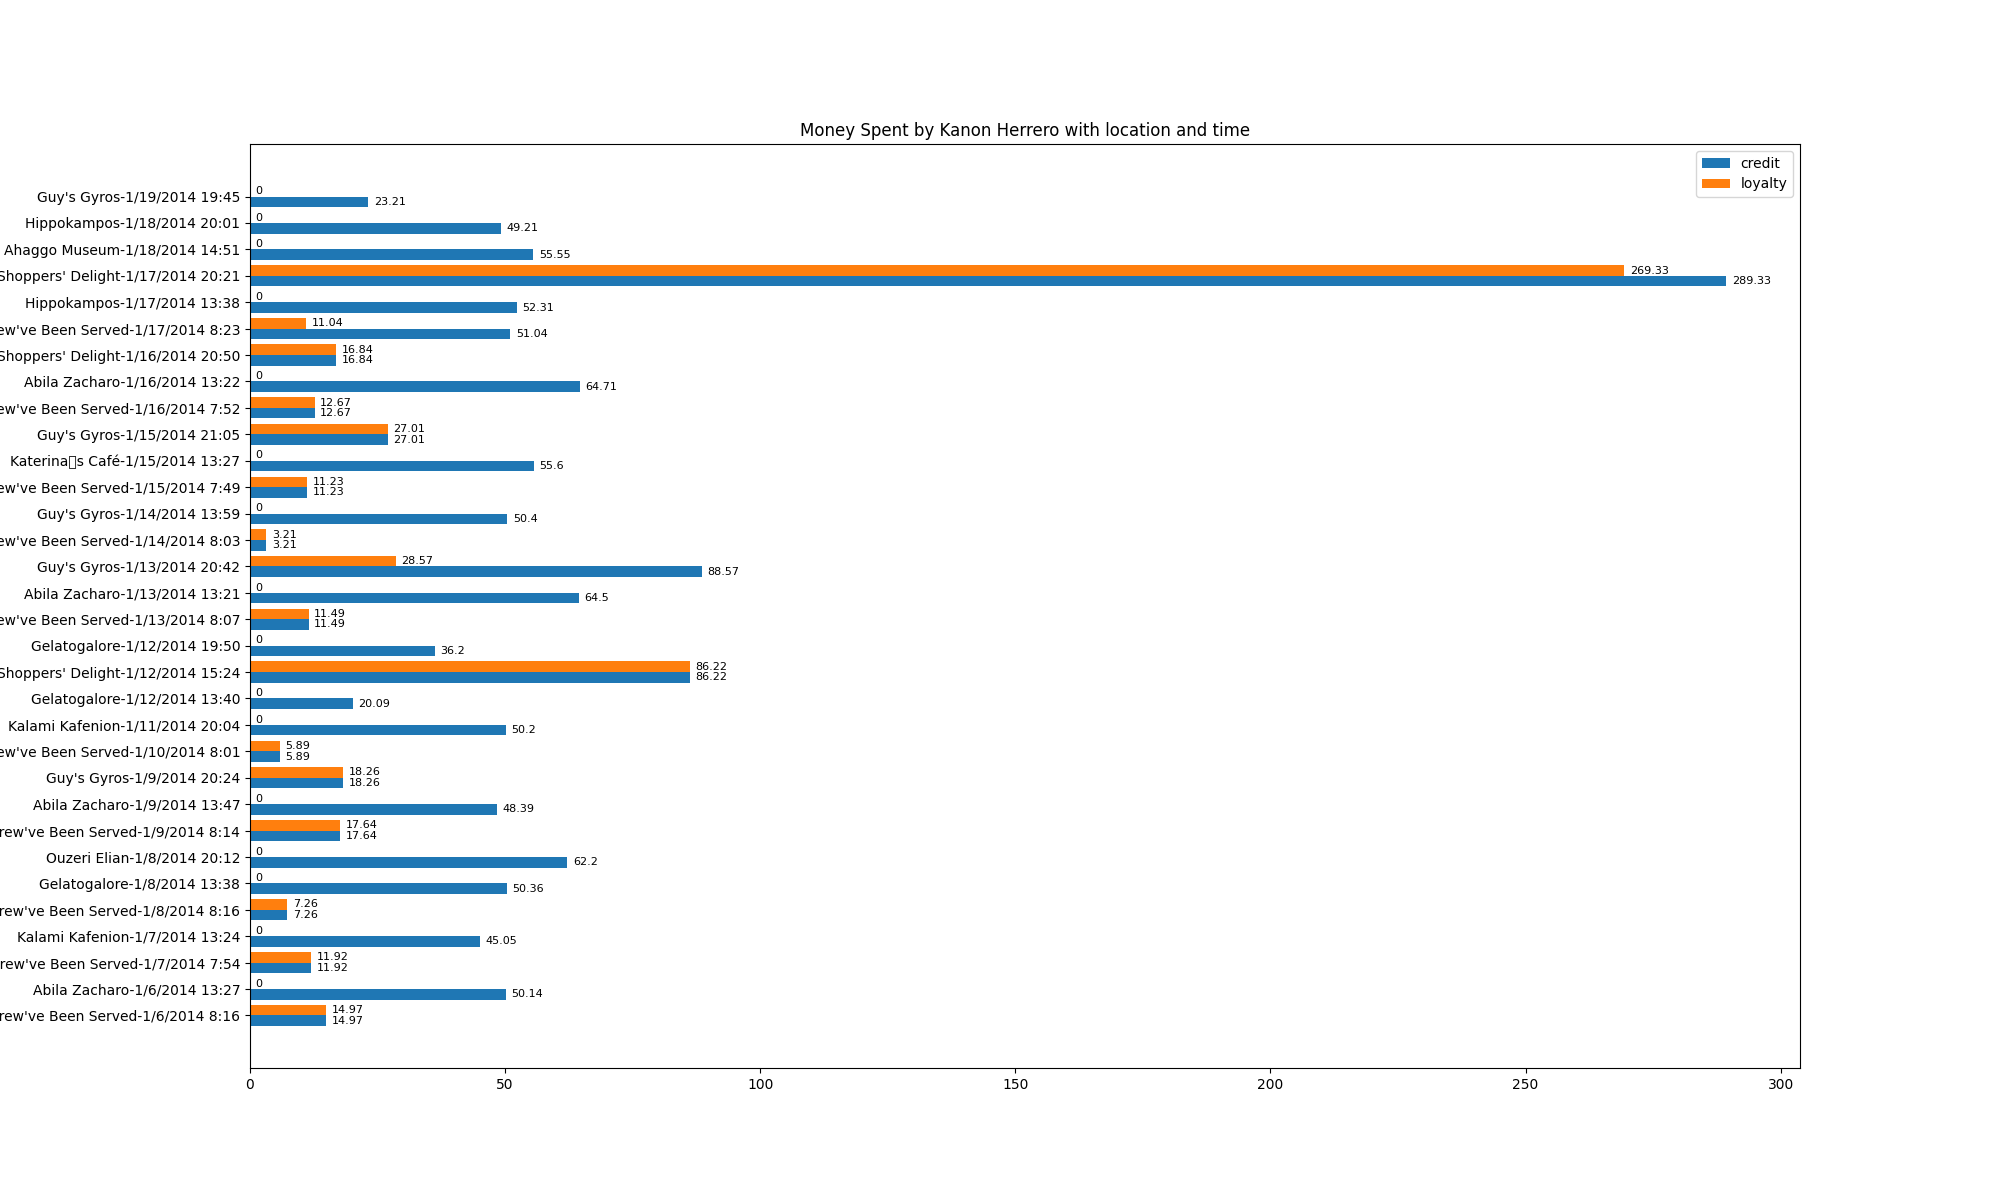 Money Spent by Kanon Herrero with location and time
credit
loyalty
Guy's Gyros-1/19/2014 19:45
0
23.21
Hippokampos-1/18/2014 20:01
0
49.21
Ahaggo Museum-1/18/2014 14:51
0
55.55
Shoppers' Delight-1/17/2014 20:21
269.33
289.33
Hippokampos-1/17/2014 13:38
0
52.31
ew've Been Served-1/17/2014 8:23
11.04
51.04
Shoppers' Delight-1/16/2014 20:50
16.84
16.84
Abila Zacharo-1/16/2014 13:22
0
64.71
ew've Been Served-1/16/2014 7:52
12.67
12.67
Guy's Gyros-1/15/2014 21:05
27.01
27.01
Katerina▯s Café-1/15/2014 13:27
0
55.6
ew've Been Served-1/15/2014 7:49
11.23
11.23
Guy's Gyros-1/14/2014 13:59
0
50.4
ew've Been Served-1/14/2014 8:03
3.21
3.21
Guy's Gyros-1/13/2014 20:42
28.57
88.57
Abila Zacharo-1/13/2014 13:21
0
64.5
ew've Been Served-1/13/2014 8:07
11.49
11.49
Gelatogalore-1/12/2014 19:50
0
36.2
Shoppers' Delight-1/12/2014 15:24
86.22
86.22
Gelatogalore-1/12/2014 13:40
0
20.09
Kalami Kafenion-1/11/2014 20:04
0
50.2
ew've Been Served-1/10/2014 8:01
5.89
5.89
Guy's Gyros-1/9/2014 20:24
18.26
18.26
Abila Zacharo-1/9/2014 13:47
0
48.39
rew've Been Served-1/9/2014 8:14
17.64
17.64
Ouzeri Elian-1/8/2014 20:12
0
62.2
Gelatogalore-1/8/2014 13:38
0
50.36
rew've Been Served-1/8/2014 8:16
7.26
7.26
Kalami Kafenion-1/7/2014 13:24
0
45.05
rew've Been Served-1/7/2014 7:54
11.92
11.92
Abila Zacharo-1/6/2014 13:27
0
50.14
rew've Been Served-1/6/2014 8:16
14.97
14.97
0 50 100 150 200 250 300